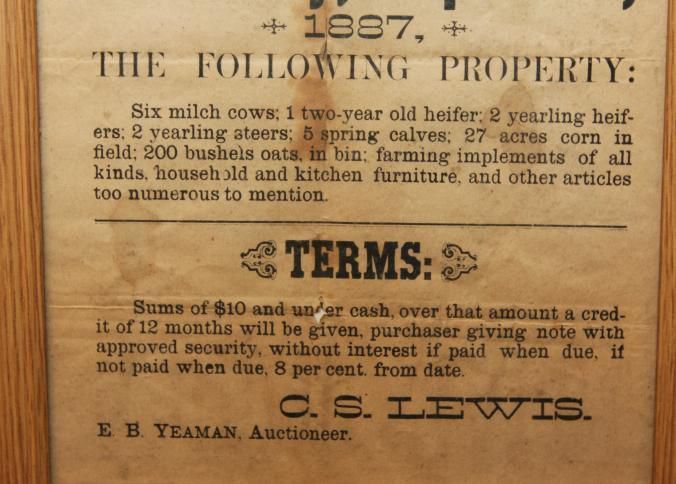 1887,
THE FOLLOWING PROPERTY:
Six milch cows; 1 two-year old heifer; 2 yearling heif-
ers; 2 yearling steers; 5 spring calves; 27 acres corn in
field; 200 bushels oats, in bin; farming implements of all
kinds, household and kitchen furniture, and other articles
too numerous to mention.
TERMS:
Sums of $10 and under cash, over that amount a cred-
it of 12 months will be given, purchaser giving note with
approved security, without interest if paid when due, if
not paid when due, 8 per cent. from date.
C. S. LEWIS.
E. B. YEAMAN, Auctioneer.